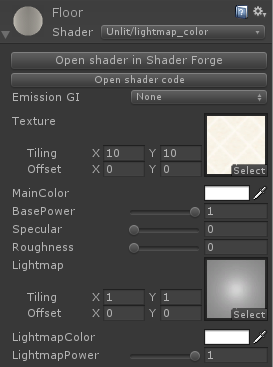 Floor
Shader Unlit/lightmap_color
Open shader in Shader Forge
Open shader code
Emission GI None
Texture
Tiling X 10 Y 10
Offset X 0 Y 0
Select
MainColor
BasePower 1
Specular 0
Roughness 0
Lightmap
Tiling X 1 Y 1
Offset X 0 Y 0
Select
LightmapColor
LightmapPower 1